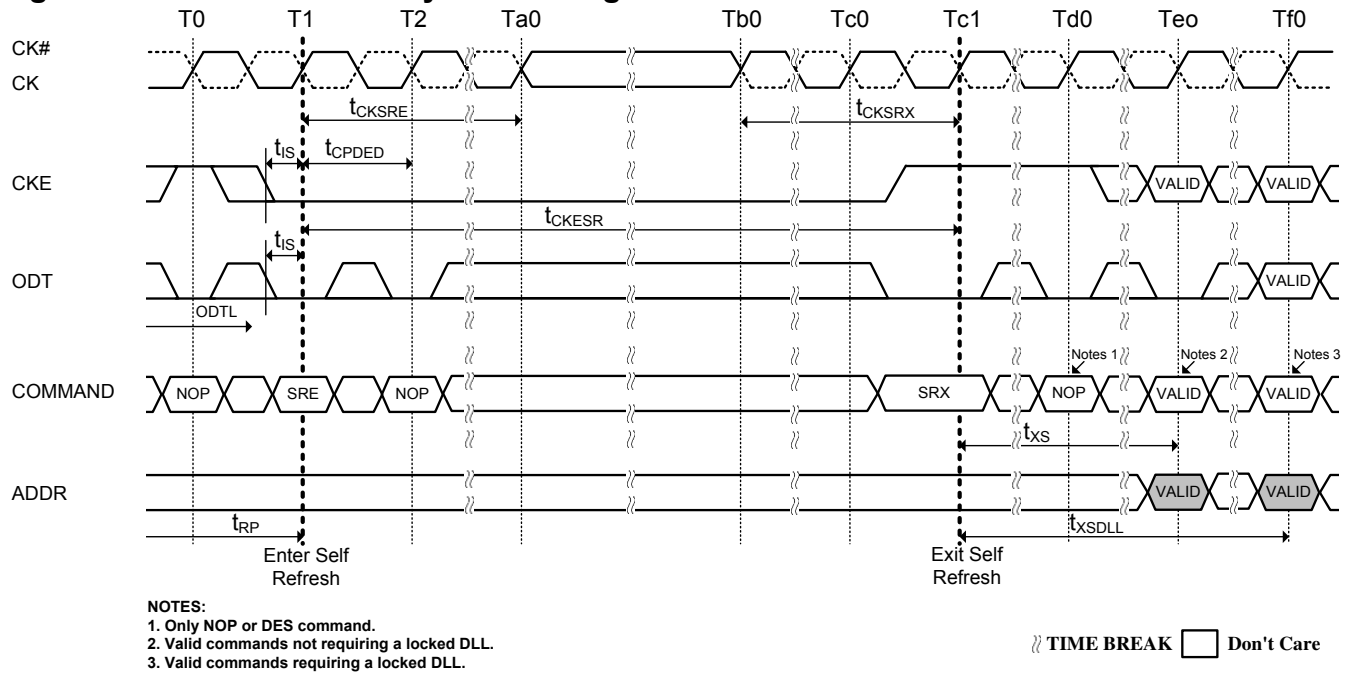 T0 T1 T2 Ta0 Tb0 Tc0 Tc1 Td0 Teo Tf0
CK#
CK
tCKSRE tCKSRX
tIS tCPDED
CKE VALID VALID
tCKESR
tIS
ODT VALID
ODTL
Notes 1 Notes 2 Notes 3
COMMAND NOP SRE NOP SRX NOP VALID VALID
tXS
ADDR VALID VALID
tRP tXSDLL
Enter Self
Refresh
Exit Self
Refresh
NOTES:
1. Only NOP or DES command.
2. Valid commands not requiring a locked DLL.
3. Valid commands requiring a locked DLL.
TIME BREAK Don't Care